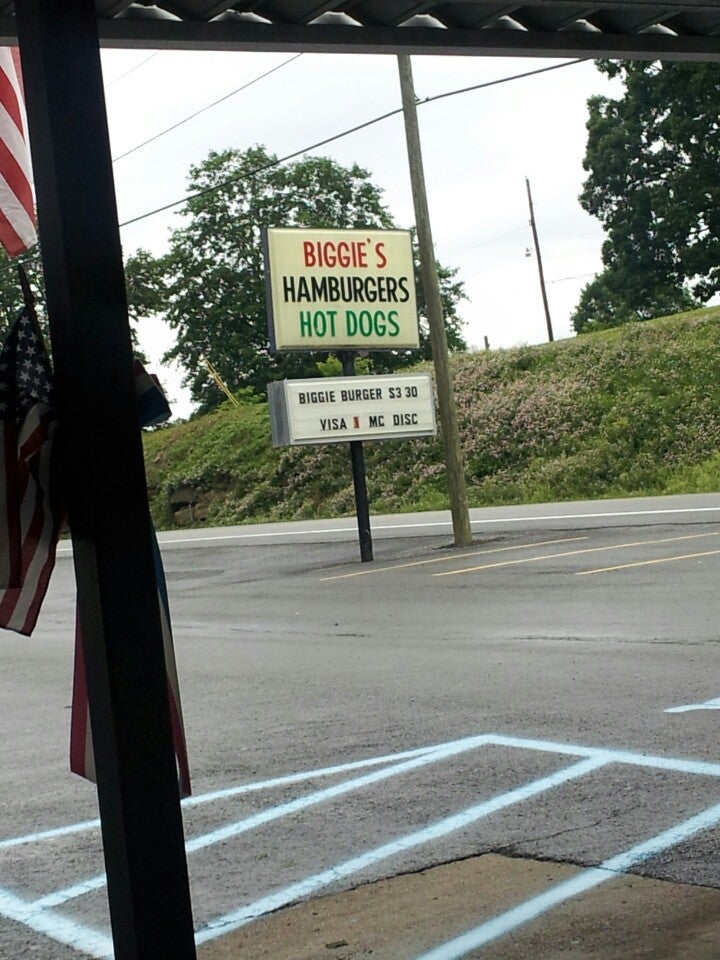 BIGGIE'S
HAMBURGERS
HOT DOGS
BIGGIE BURGER $3 30
VISA N MC DISC